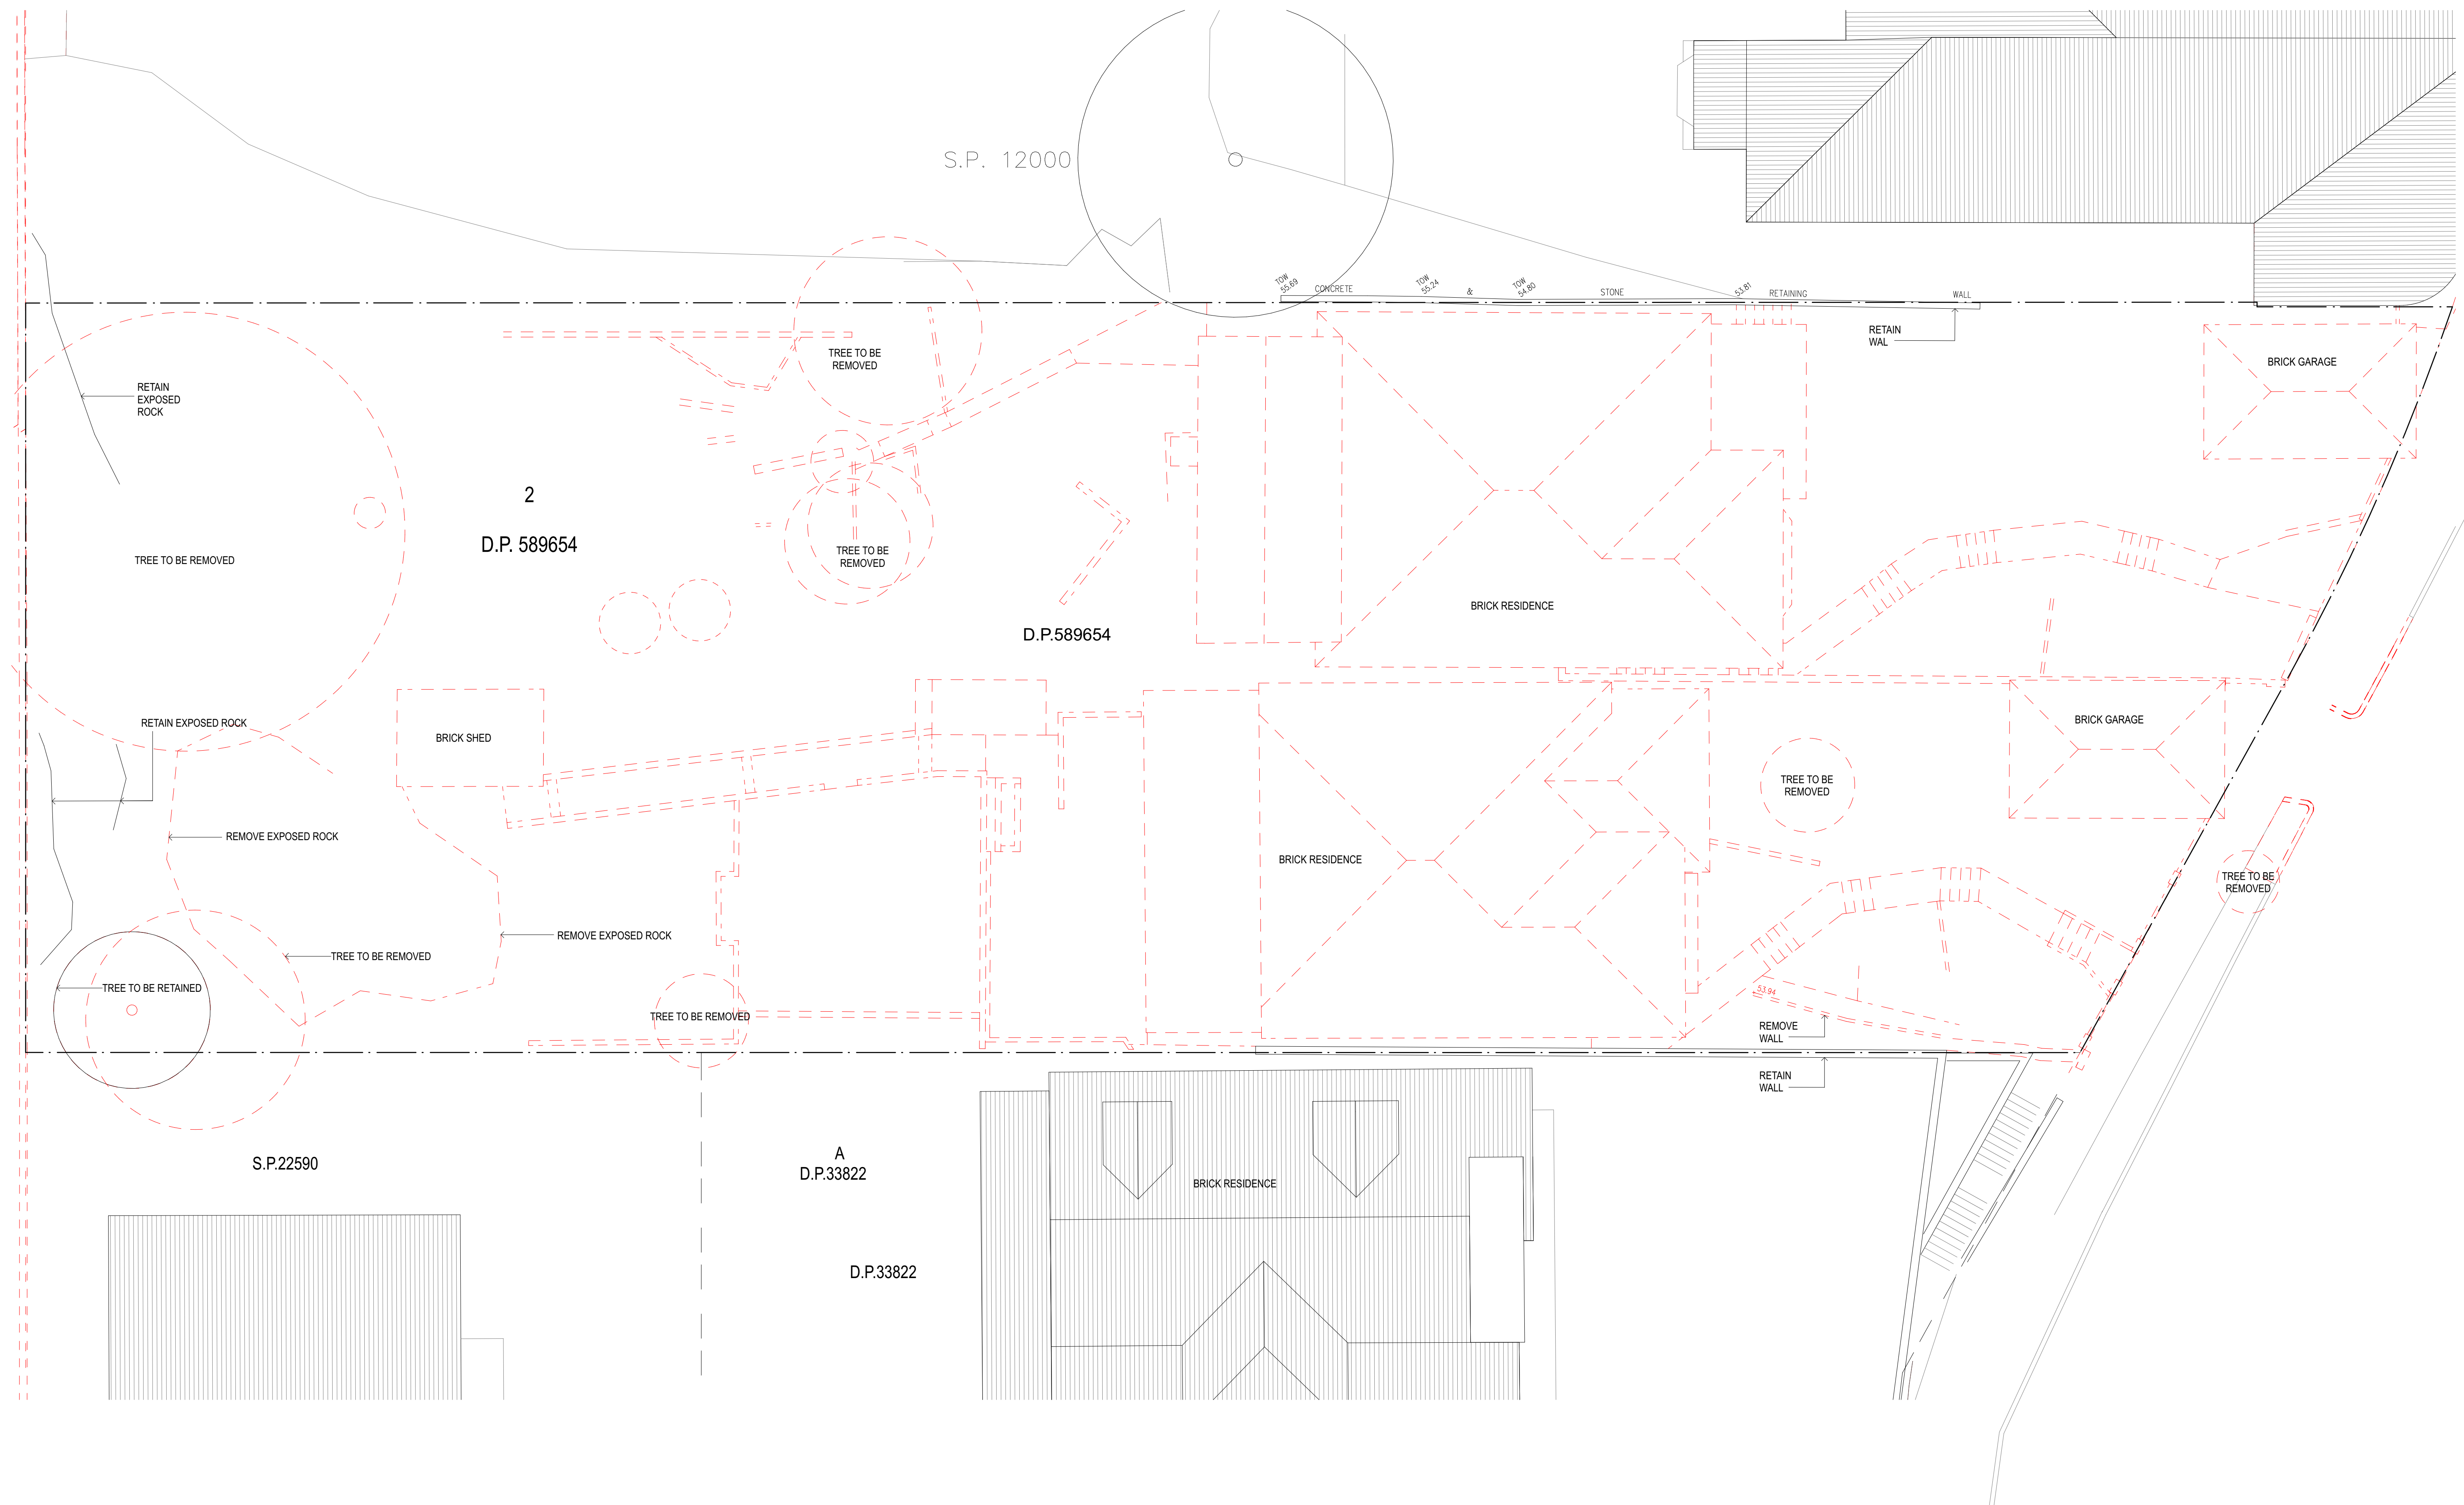 S.P. 12000
TOW
55.69
CONCRETE
TOW
55.24
&
TOW
54.80
STONE
53.81
RETAINING
WALL
RETAIN
WAL
BRICK GARAGE
TREE TO BE
REMOVED
RETAIN
EXPOSED
ROCK
2
D.P. 589654
TREE TO BE REMOVED
TREE TO BE
REMOVED
BRICK RESIDENCE
D.P.589654
RETAIN EXPOSED ROCK
BRICK SHED
BRICK GARAGE
TREE TO BE
REMOVED
REMOVE EXPOSED ROCK
BRICK RESIDENCE
TREE TO BE
REMOVED
REMOVE EXPOSED ROCK
TREE TO BE REMOVED
TREE TO BE RETAINED
53.94
TREE TO BE REMOVED
REMOVE
WALL
RETAIN
WALL
S.P.22590
A
D.P.33822
BRICK RESIDENCE
D.P.33822